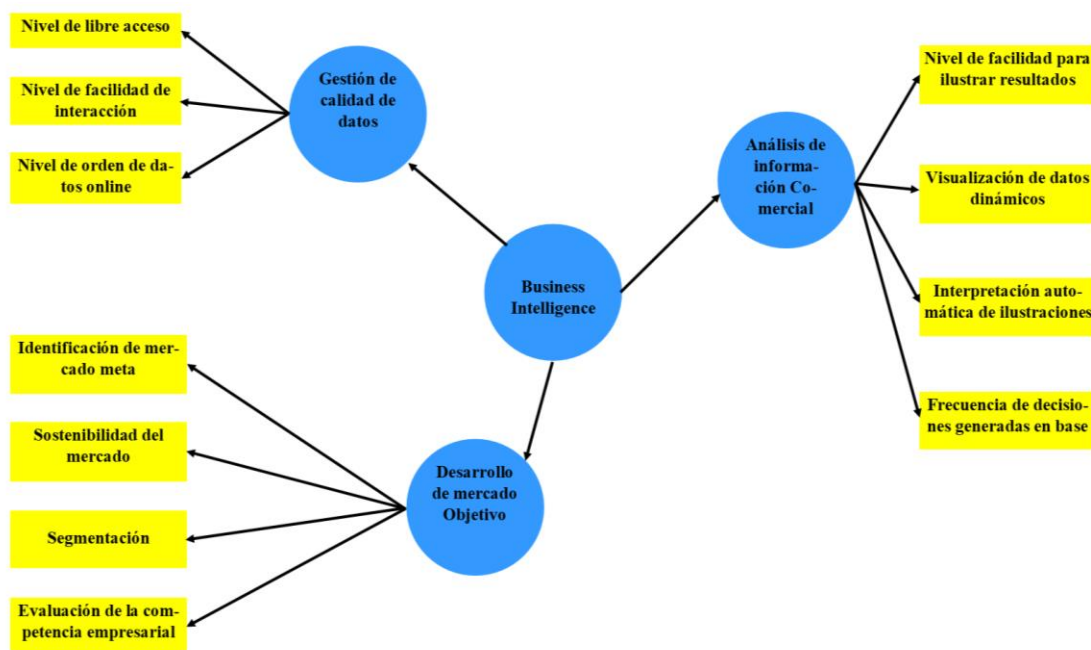 Nivel de libre acceso
Nivel de facilidad de
interacción
Nivel de orden de da-
tos online
Gestión de
calidad de
datos
Análisis de
informa-
ción Co-
mercial
Nivel de facilidad para
ilustrar resultados
Visualización de datos
dinámicos
Interpretación auto-
mática de ilustraciones
Frecuencia de decisio-
nes generadas en base
Business
Intelligence
Desarrollo
de mercado
Objetivo
Identificación de mer-
cado meta
Sostenibilidad del
mercado
Segmentación
Evaluación de la com-
petencia empresarial